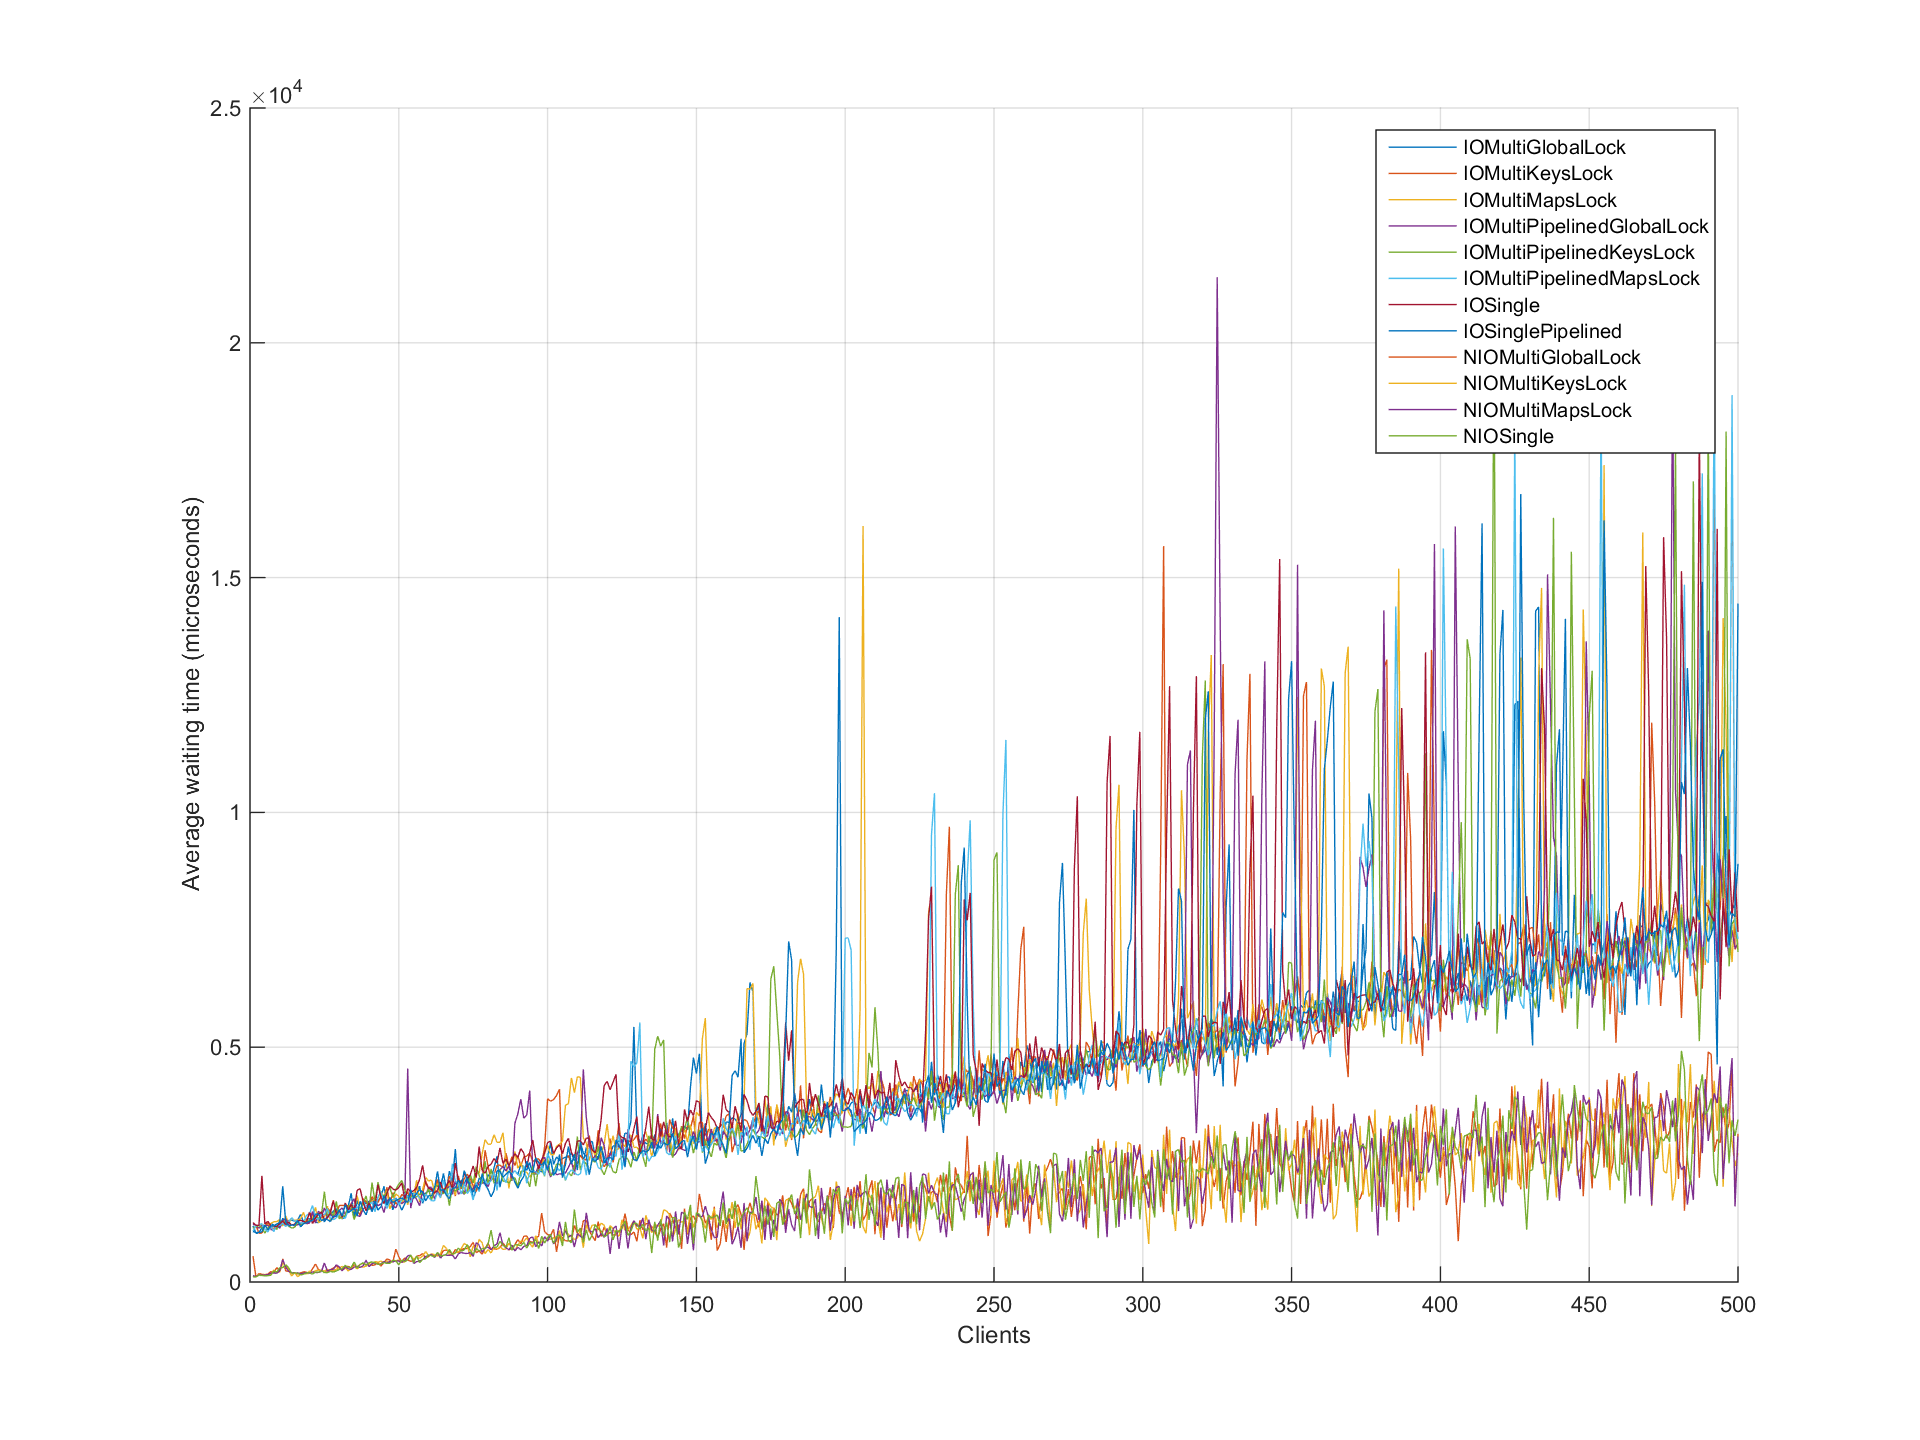 ×10^4
2.5
2
1.5
1
0.5
0
0 50 100 150 200 250 300 350 400 450 500
Clients
Average waiting time (microseconds)
IOMultiGlobalLock
IOMultiKeysLock
IOMultiMapsLock
IOMultiPipelinedGlobalLock
IOMultiPipelinedKeysLock
IOMultiPipelinedMapsLock
IOSingle
IOSinglePipelined
NIOMultiGlobalLock
NIOMultiKeysLock
NIOMultiMapsLock
NIOSingle